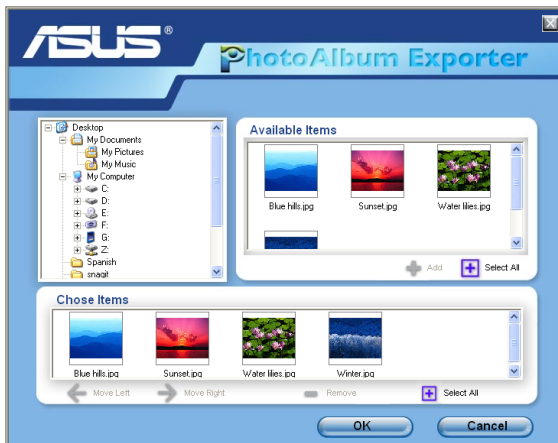 ASUS®
PhotoAlbum Exporter
Desktop
My Documents
My Pictures
My Music
My Computer
C:
D:
E:
F:
G:
Z:
Spanish
snagit
Available Items
Blue hills.jpg
Sunset.jpg
Water lilies.jpg
Add
Select All
Chose Items
Blue hills.jpg
Sunset.jpg
Water lilies.jpg
Winter.jpg
Move Left
Move Right
Remove
Select All
OK
Cancel